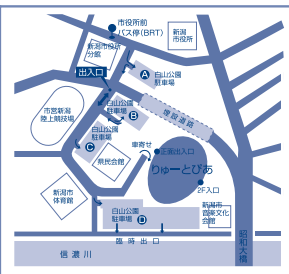 市役所前
バス停(BRT)
新潟
市役所
新潟市役所
分館
出入口
A
白山公園
駐車場
白山公園
駐車場
B
市営新潟
陸上競技場
埋設道路
白山公園
駐車場
C
車寄せ
正面出入口
県民会館
りゅーとぴあ
2F入口
新潟市
体育館
白山公園
駐車場
D
新潟市
音楽文化
会館
昭和大橋
臨時出口
信濃川